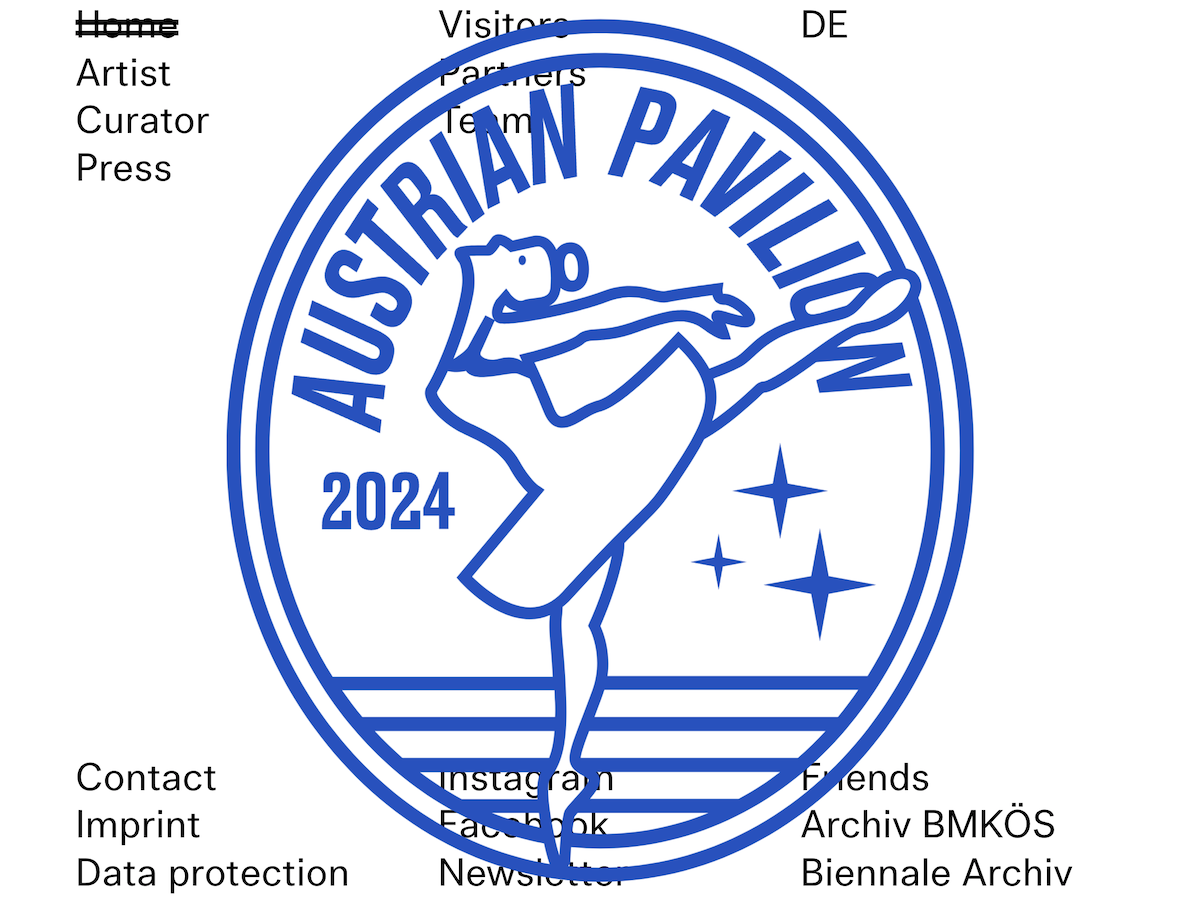 Home
Artist
Curator
Press
Visitors
Partners
Team
DE
AUSTRIAN PAVILION
2024
Contact
Imprint
Data protection
Instagram
Facebook
Newsletter
Friends
Archiv BMKÖS
Biennale Archiv